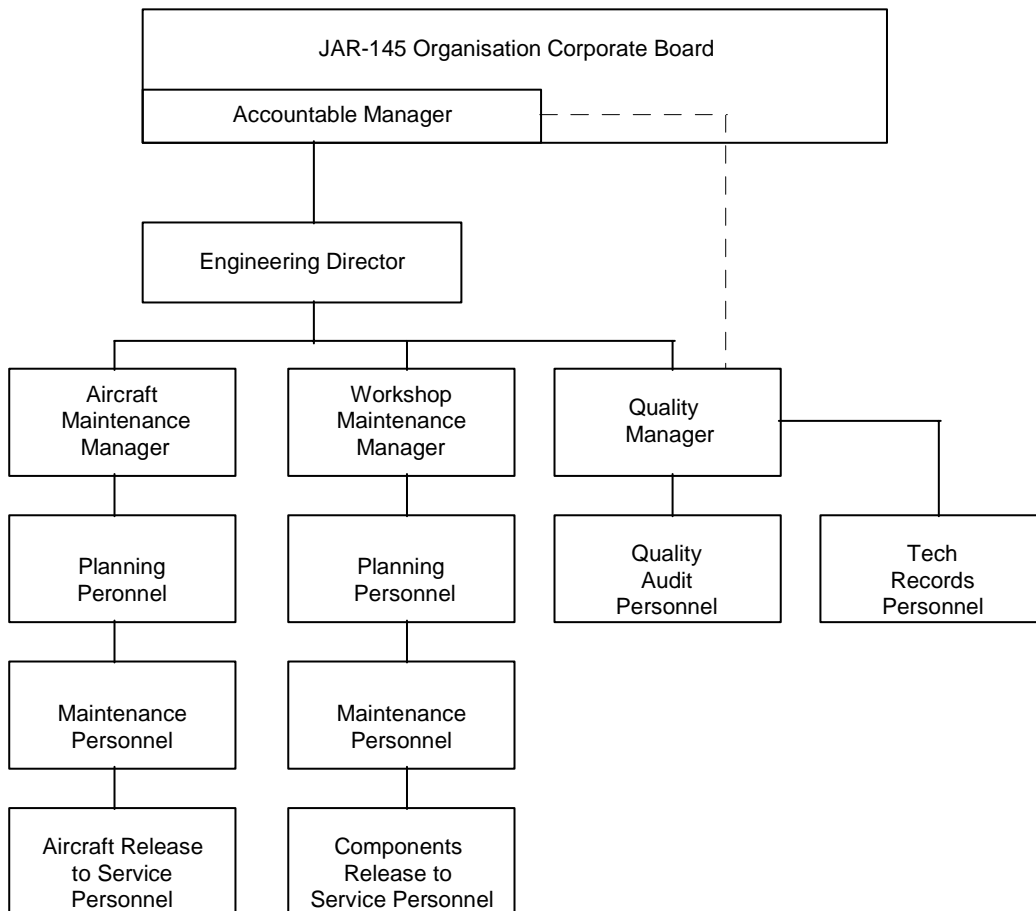 JAR-145 Organisation Corporate Board
Accountable Manager
Engineering Director
Aircraft
Maintenance
Manager
Workshop
Maintenance
Manager
Quality
Manager
Planning
Peronnel
Planning
Personnel
Quality
Audit
Personnel
Tech
Records
Personnel
Maintenance
Personnel
Maintenance
Personnel
Aircraft Release
to Service
Personnel
Components
Release to
Service Personnel